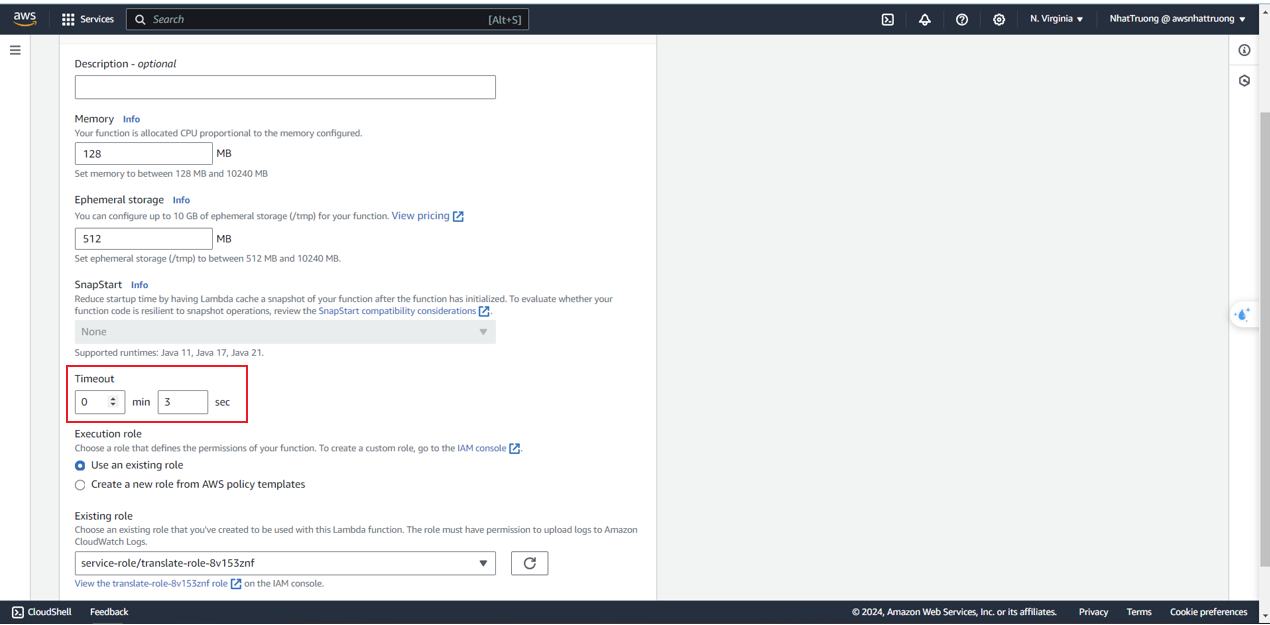 aws Services Search [Alt+S] N. Virginia NhatTruong @ awsnhattruong
Description - optional
Memory Info
Your function is allocated CPU proportional to the memory configured.
128 MB
Set memory to between 128 MB and 10240 MB
Ephemeral storage Info
You can configure up to 10 GB of ephemeral storage (/tmp) for your function. View pricing
512 MB
Set ephemeral storage (/tmp) to between 512 MB and 10240 MB.
SnapStart Info
Reduce startup time by having Lambda cache a snapshot of your function after the function has initialized. To evaluate whether your
function code is resilient to snapshot operations, review the SnapStart compatibility considerations.
None
Supported runtimes: Java 11, Java 17, Java 21.
Timeout
0 min 3 sec
Execution role
Choose a role that defines the permissions of your function. To create a custom role, go to the IAM console.
Use an existing role
Create a new role from AWS policy templates
Existing role
Choose an existing role that you've created to be used with this Lambda function. The role must have permission to upload logs to Amazon
CloudWatch Logs.
service-role/translate-role-8v153znf
View the translate-role-8v153znf role on the IAM console.
CloudShell Feedback © 2024, Amazon Web Services, Inc. or its affiliates. Privacy Terms Cookie preferences